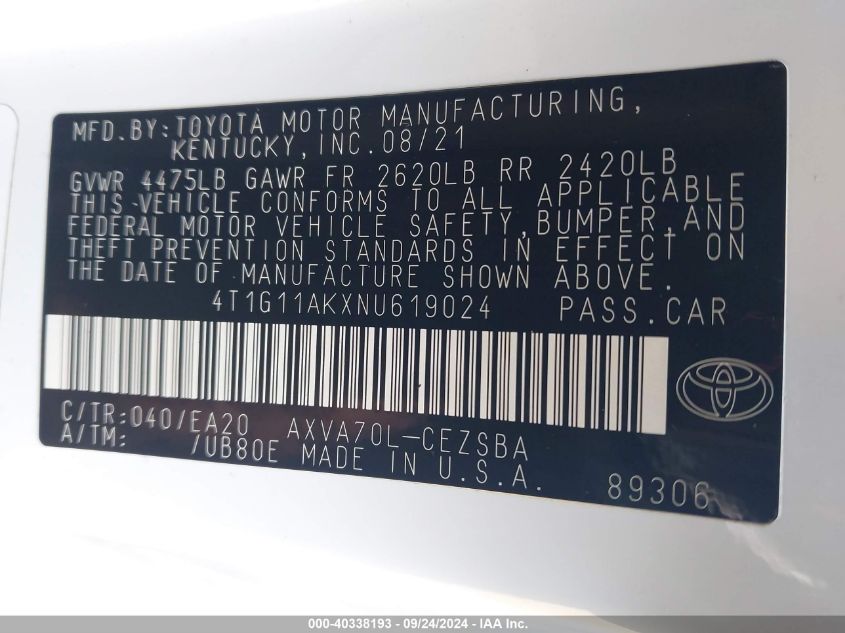 MFD. BY: TOYOTA MOTOR MANUFACTURING,
KENTUCKY, INC. 08/21
GVWR 4475LB GAWR FR 2620LB RR 2420LB
THIS VEHICLE CONFORMS TO ALL APPLICABLE
FEDERAL MOTOR VEHICLE SAFETY, BUMPER, AND
THEFT PREVENTION STANDARDS IN EFFECT ON
THE DATE OF MANUFACTURE SHOWN ABOVE.
4T1G11AKXNU619024 PASS. CAR
C/TR: 040/EA20 AXVA70L-CEZSBA
A/TM: /UB80E MADE IN U.S.A.
89306
000-40338193 - 09/24/2024 - IAA Inc.